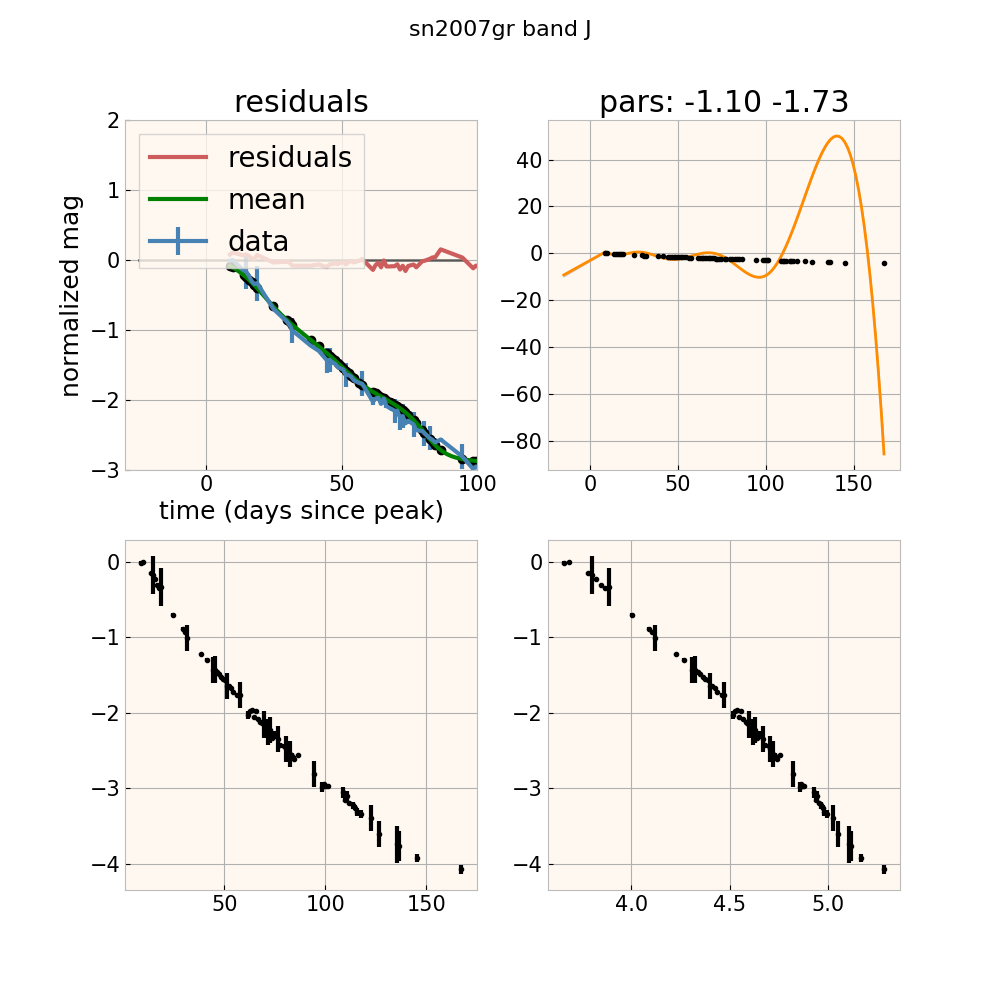 sn2007gr band J
residuals
pars: -1.10 -1.73
residuals
mean
data
normalized mag
2
1
0
−1
−2
−3
0 50 100
time (days since peak)
40
20
0
−20
−40
−60
−80
0 50 100 150
0
−1
−2
−3
−4
50 100 150
0
−1
−2
−3
−4
4.0 4.5 5.0